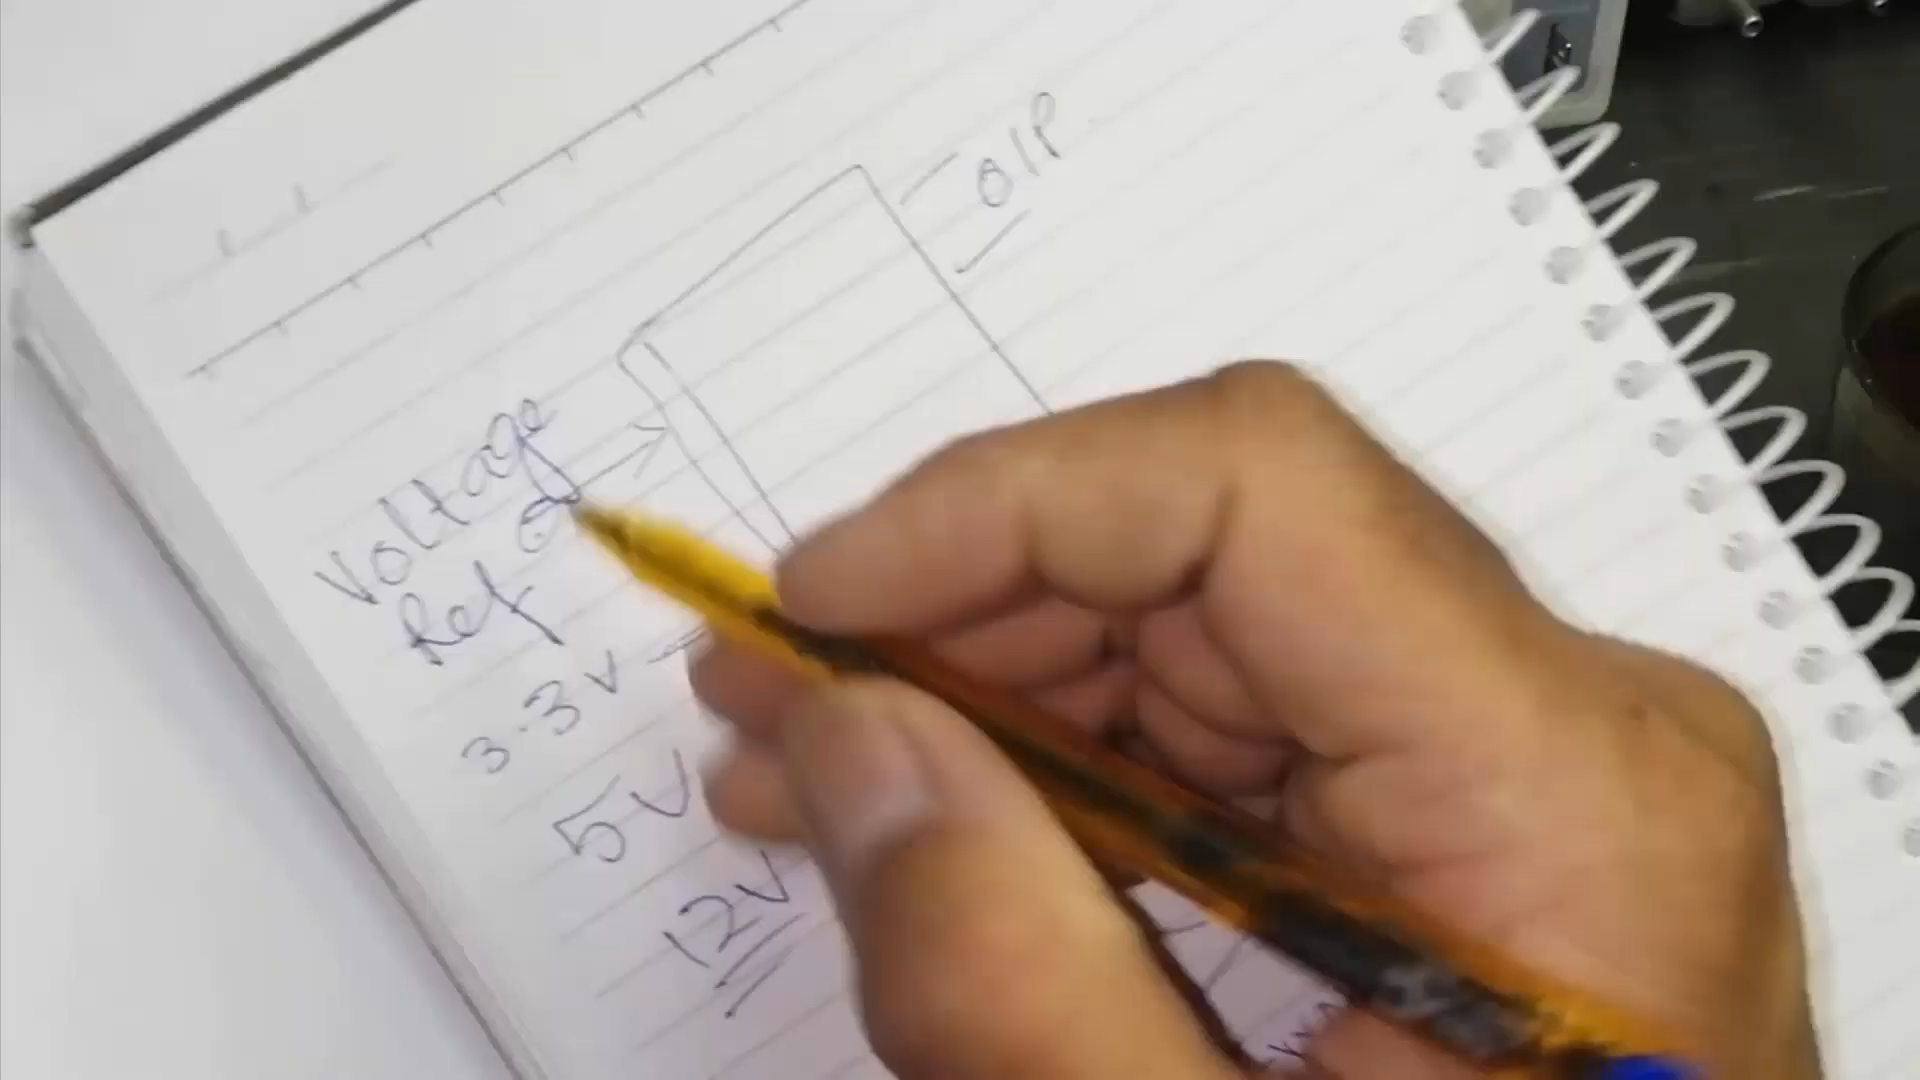 O/P
Voltage
Ref
3.3V
5V
12V